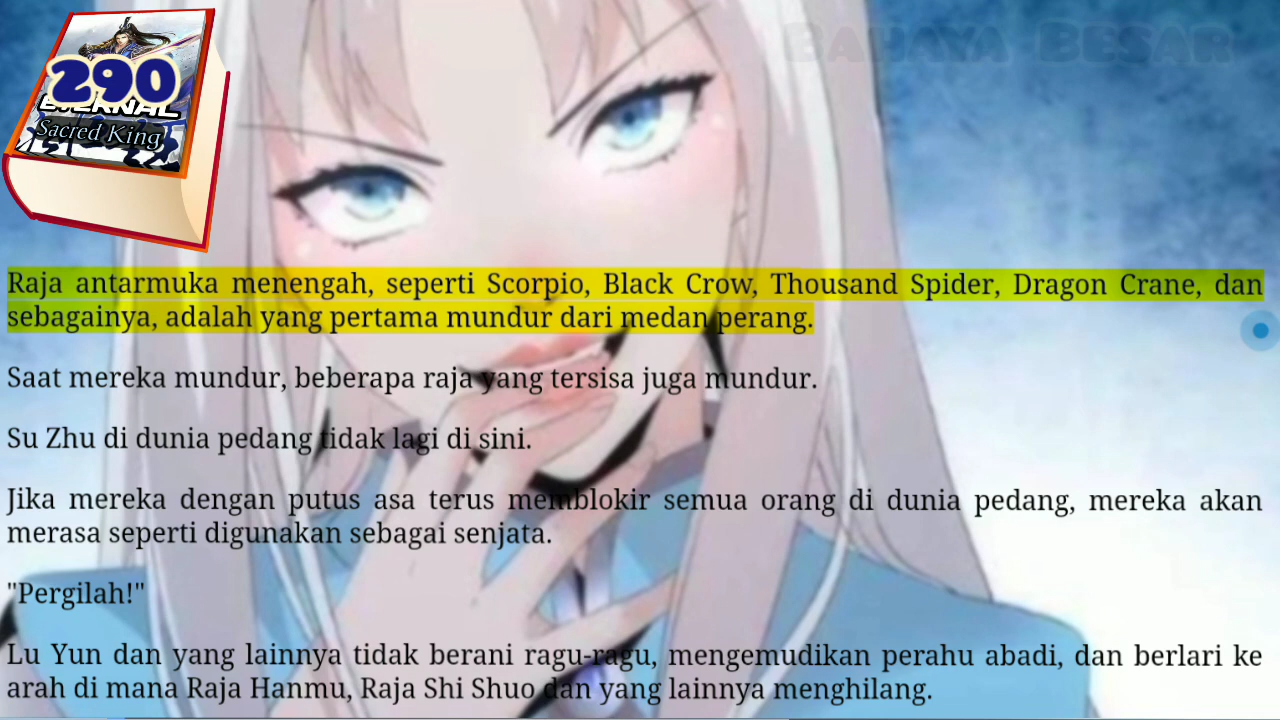 BAHAYA BESAR
290
ETERNAL
Sacred King
Raja antarmuka menengah, seperti Scorpio, Black Crow, Thousand Spider, Dragon Crane, dan
sebagainya, adalah yang pertama mundur dari medan perang.
Saat mereka mundur, beberapa raja yang tersisa juga mundur.
Su Zhu di dunia pedang tidak lagi di sini.
Jika mereka dengan putus asa terus memblokir semua orang di dunia pedang, mereka akan
merasa seperti digunakan sebagai senjata.
"Pergilah!"
Lu Yun dan yang lainnya tidak berani ragu-ragu, mengemudikan perahu abadi, dan berlari ke
arah di mana Raja Hanmu, Raja Shi Shuo dan yang lainnya menghilang.